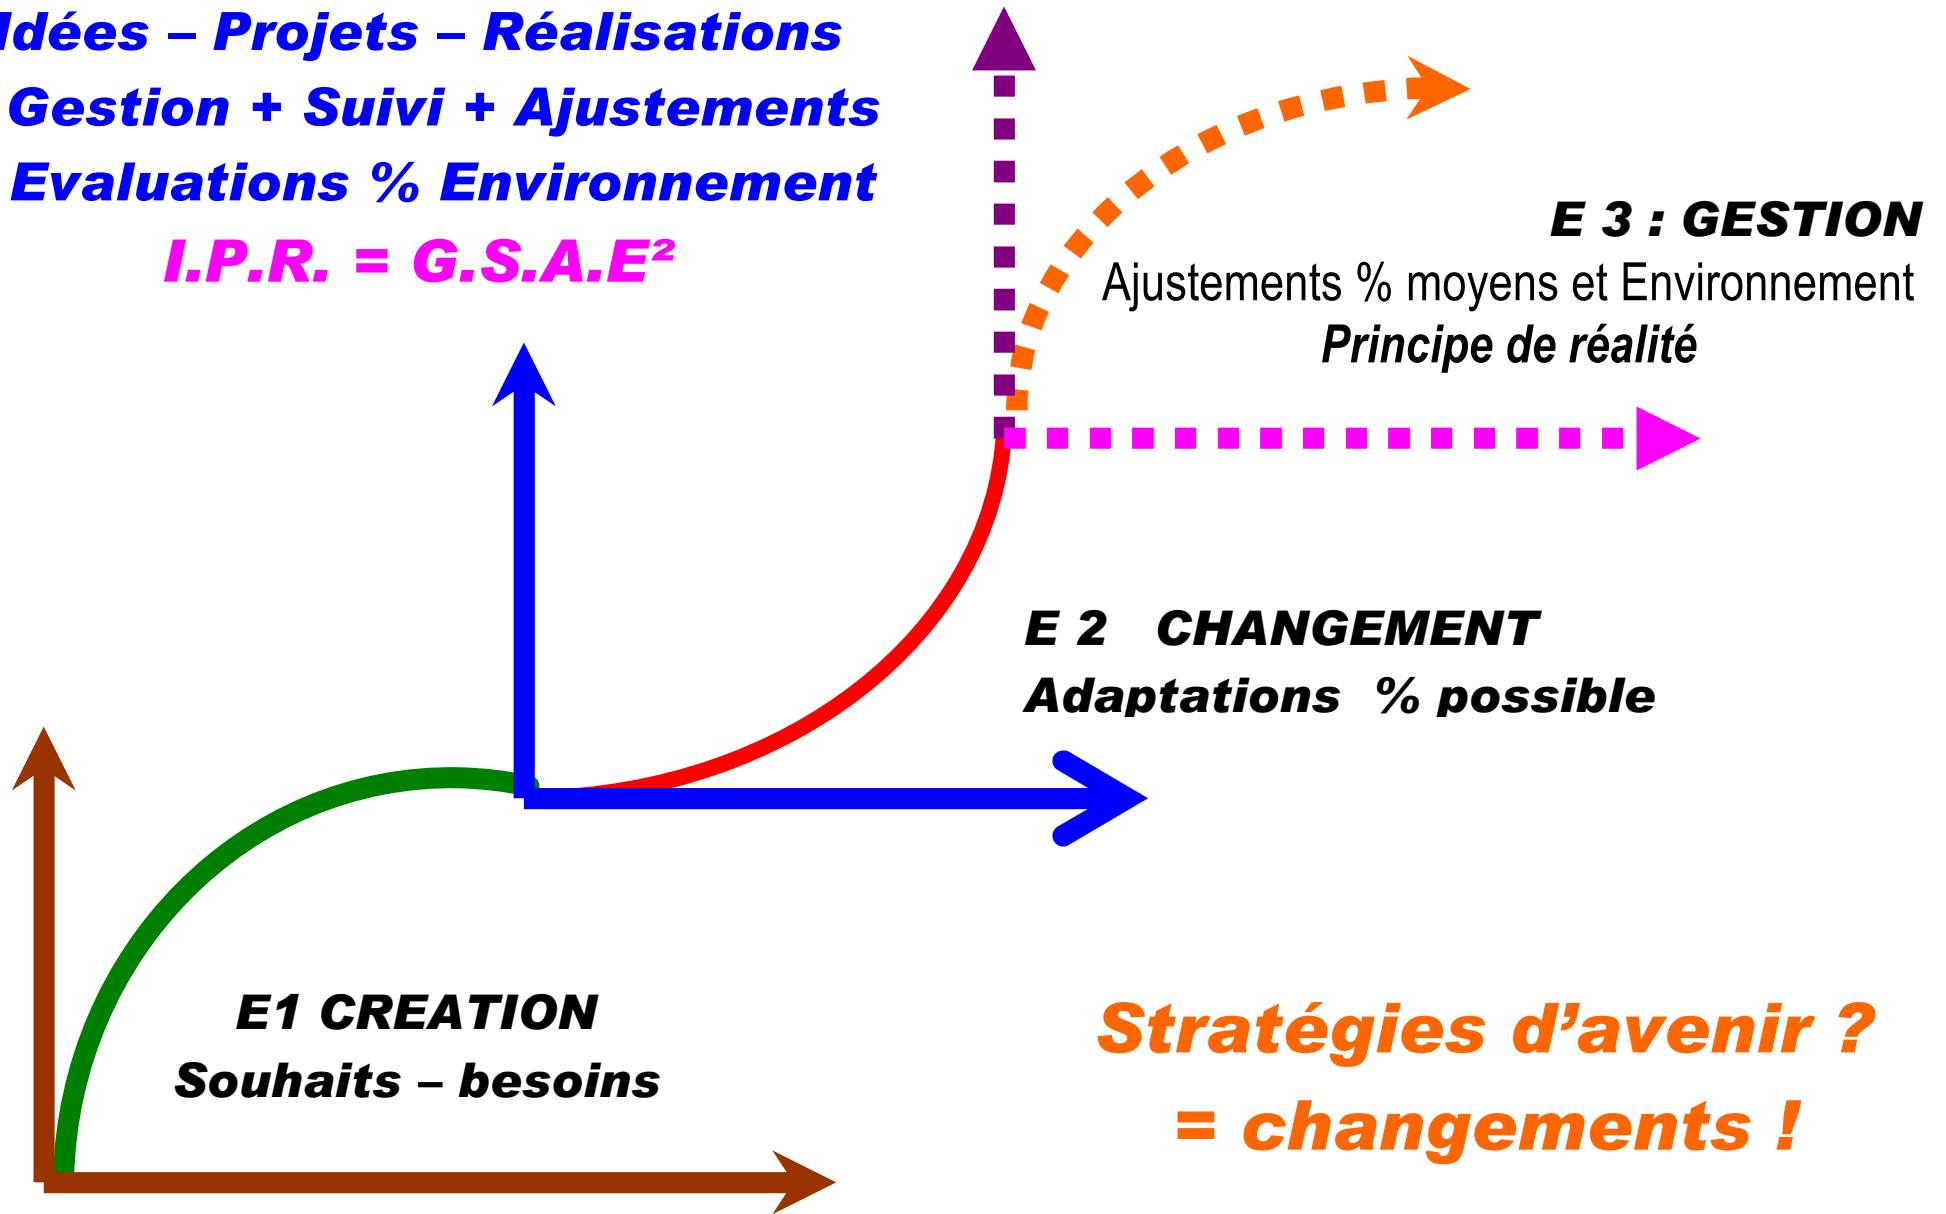 Idées – Projets – Réalisations
Gestion + Suivi + Ajustements
Evaluations % Environnement
I.P.R. = G.S.A.E²
E 3 : GESTION
Ajustements % moyens et Environnement
Principe de réalité
E 2 CHANGEMENT
Adaptations % possible
E1 CREATION
Souhaits – besoins
Stratégies d’avenir ?
= changements !